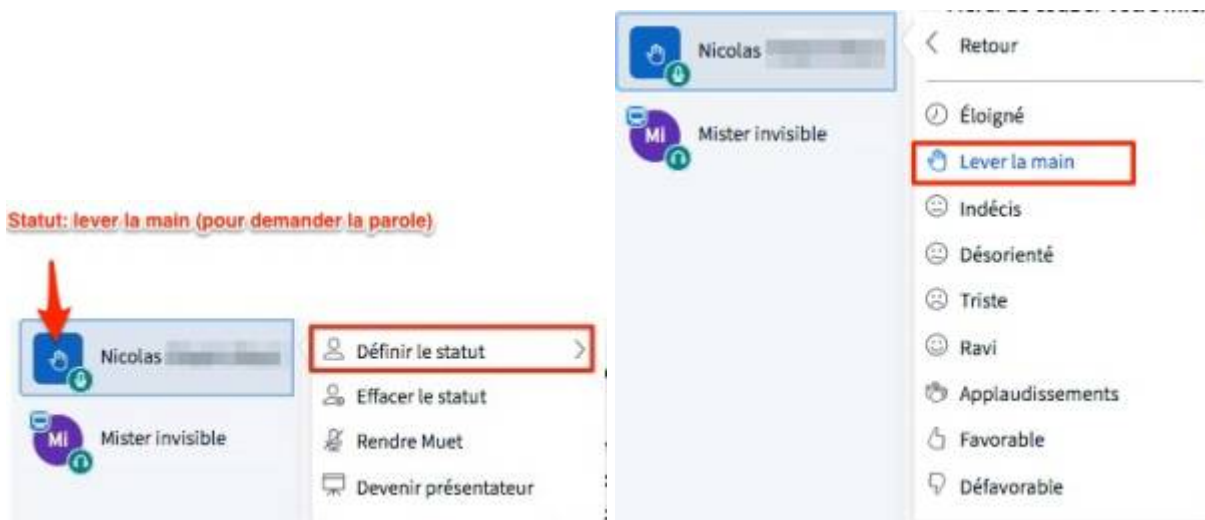 Statut: lever la main (pour demander la parole)
Nicolas
Définir le statut
Effacer le statut
Mi
Mister invisible
Rendre Muet
Devenir présentateur
Nicolas
Retour
Éloigné
Mi
Mister invisible
Lever la main
Indécis
Désorienté
Triste
Ravi
Applaudissements
Favorable
Défavorable